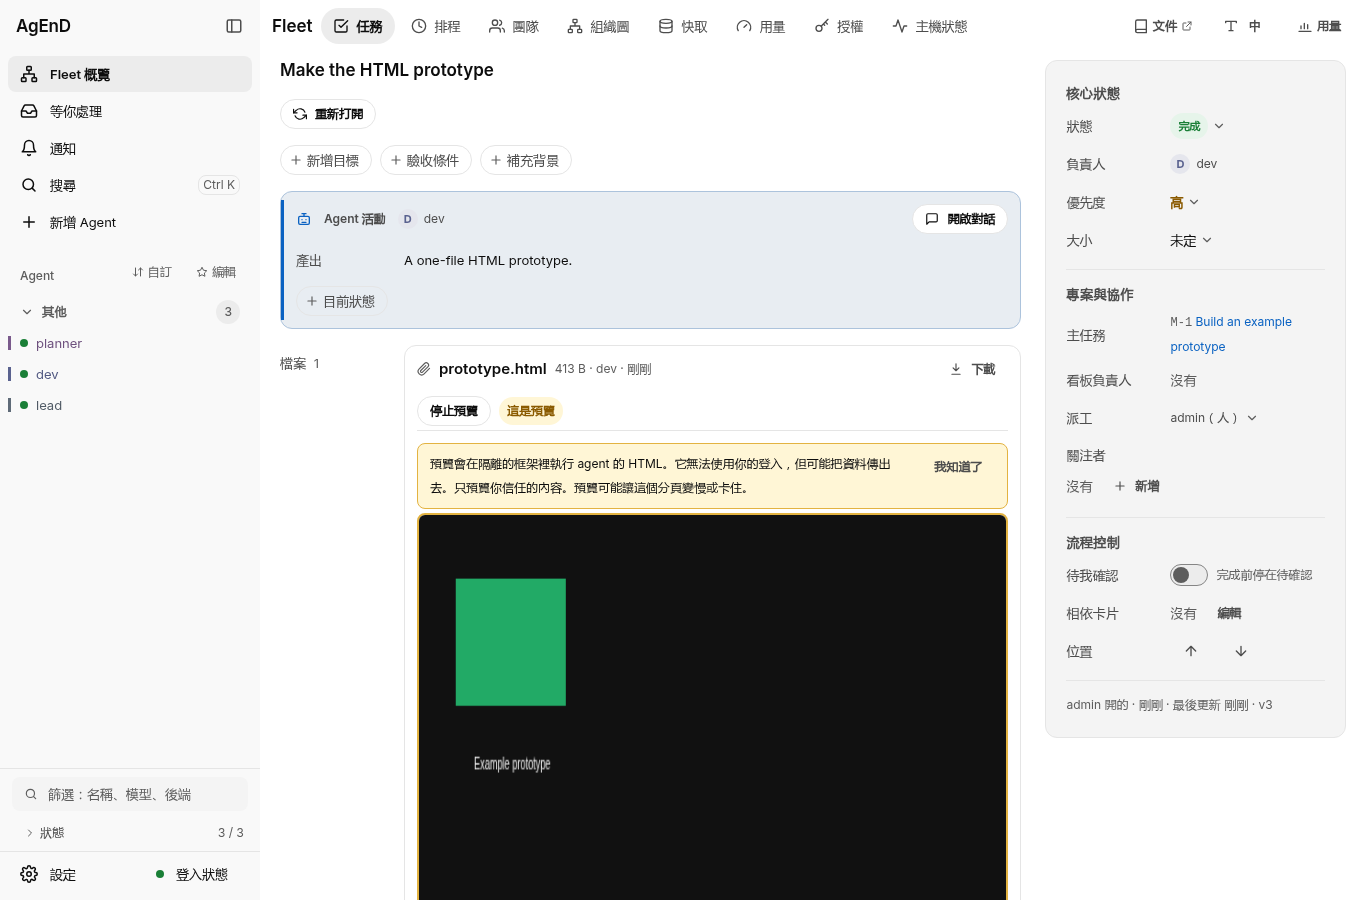 AgEnD
Fleet 概覽
等你處理
通知
搜尋 Ctrl K
新增 Agent
Agent 自訂 編輯
其他 3
planner
dev
lead
篩選：名稱、模型、後端
狀態 3 / 3
設定 登入狀態
Fleet 任務 排程 團隊 組織圖 快取 用量 授權 主機狀態 文件 中 用量
Make the HTML prototype
重新打開
新增目標 驗收條件 補充背景
Agent 活動 D dev 開啟對話
產出 A one-file HTML prototype.
目前狀態
檔案 1
prototype.html 413 B · dev · 剛剛 下載
停止預覽 這是預覽
預覽會在隔離的框架裡執行 agent 的 HTML。它無法使用你的登入，但可能把資料傳出
去。只預覽你信任的內容。預覽可能讓這個分頁變慢或卡住。
我知道了
Example prototype
核心狀態
狀態 完成
負責人 D dev
優先度 高
大小 未定
專案與協作
主任務 M-1 Build an example
prototype
看板負責人 沒有
派工 admin（人）
關注者
沒有 新增
流程控制
待我確認 完成前停在待確認
相依卡片 沒有 編輯
位置
admin 開的 · 剛剛 · 最後更新 剛剛 · v3